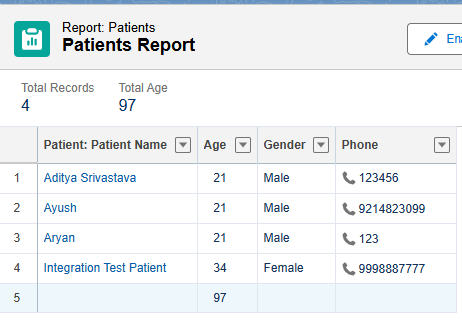 Report: Patients
Patients Report
Ena
Total Records Total Age
4 97
Patient: Patient Name Age Gender Phone
1 Aditya Srivastava 21 Male 123456
2 Ayush 21 Male 9214823099
3 Aryan 21 Male 123
4 Integration Test Patient 34 Female 9998887777
5 97